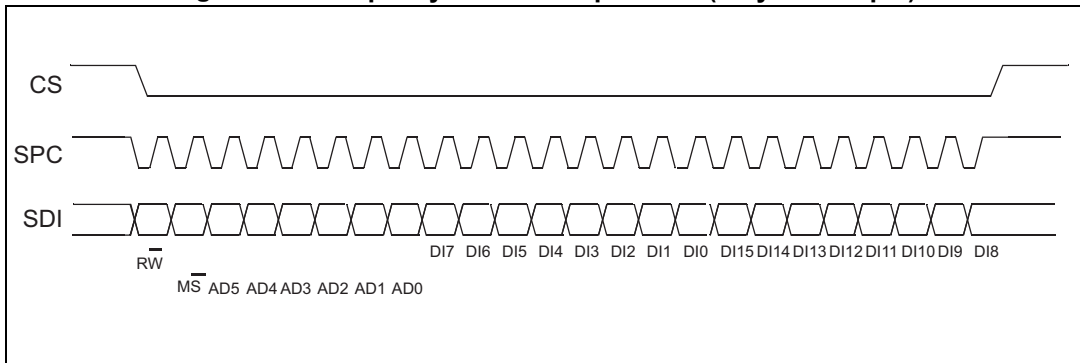 CS
SPC
SDI
RW
DI7 DI6 DI5 DI4 DI3 DI2 DI1 DI0 DI15 DI14 DI13 DI12 DI11 DI10 DI9 DI8
MS AD5 AD4 AD3 AD2 AD1 AD0